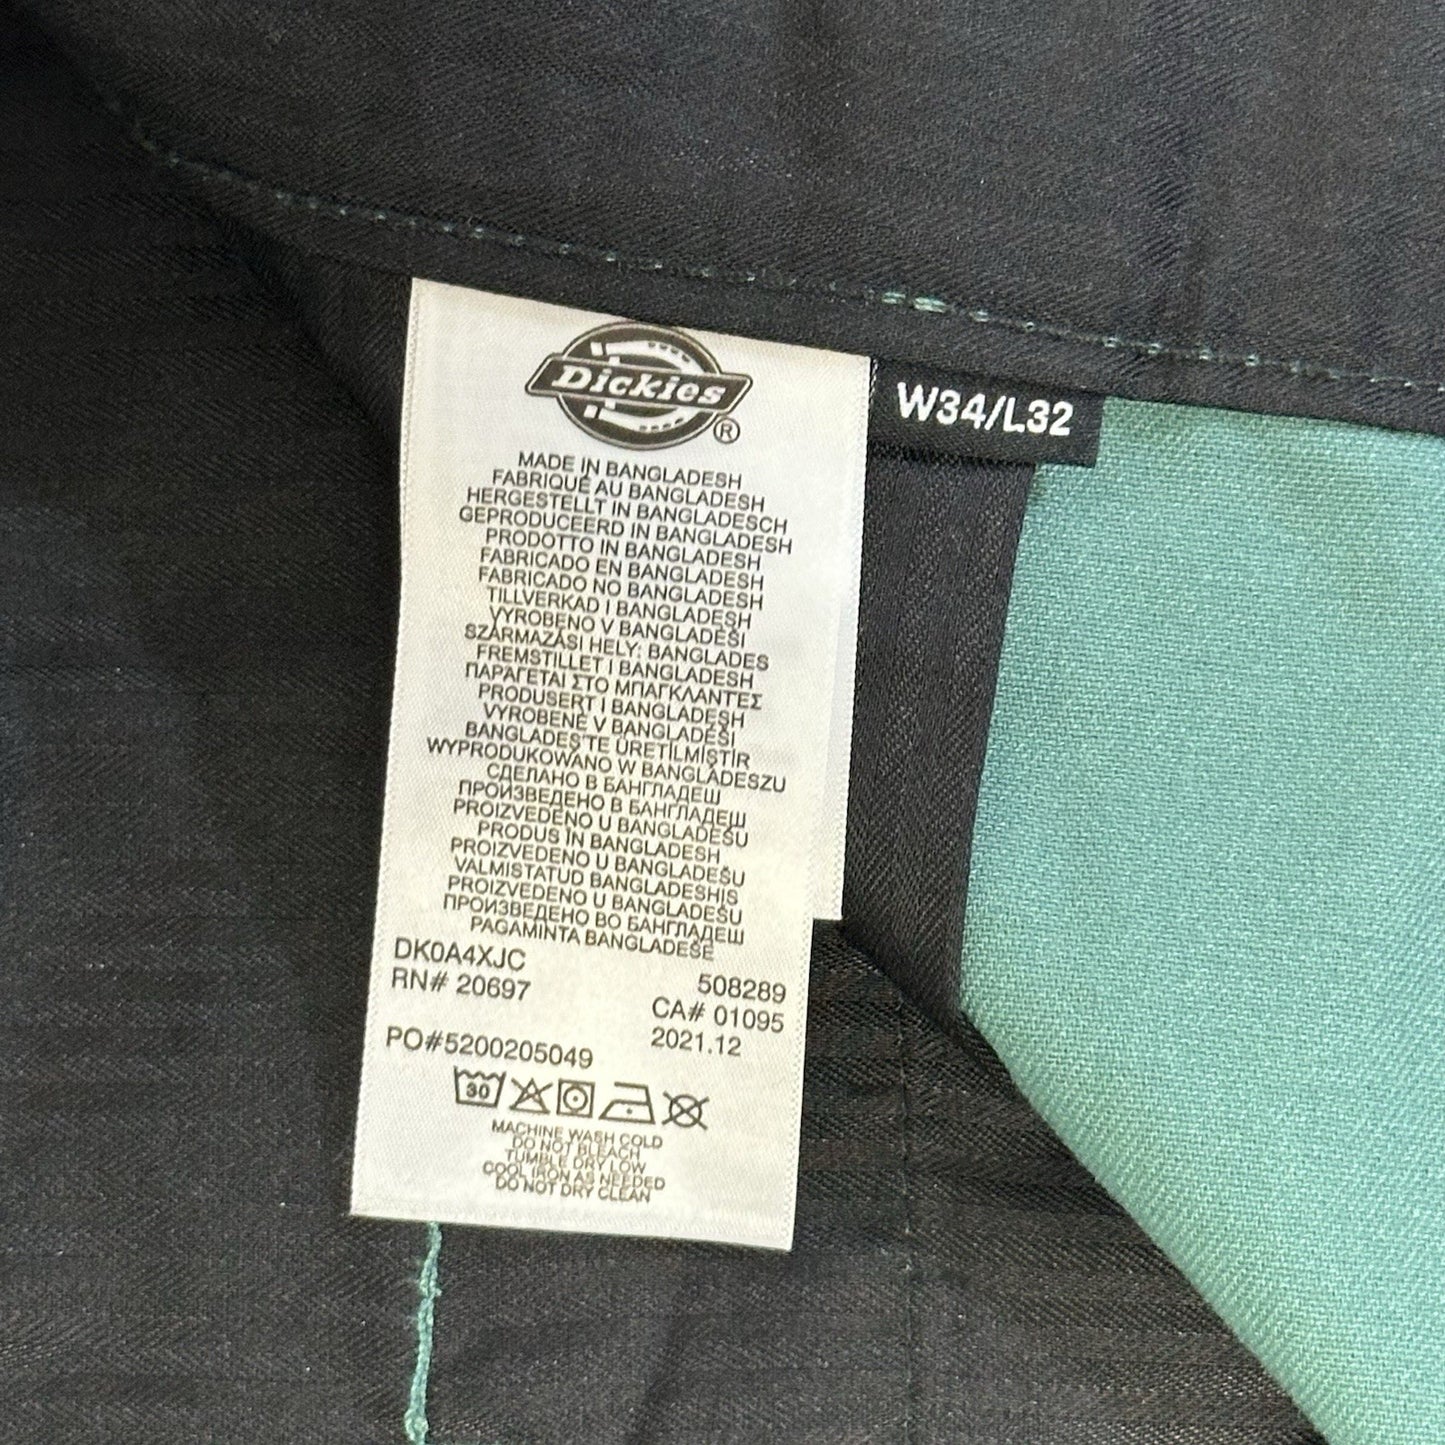 Dickies
®
W34/L32
MADE IN BANGLADESH
FABRIQUÉ AU BANGLADESH
HERGESTELLT IN BANGLADESCH
GEPRODUCEERD IN BANGLADESH
PRODOTTO IN BANGLADESH
FABRICADO EN BANGLADESH
FABRICADO NO BANGLADESH
TILLVERKAD I BANGLADESH
VYROBENO V BANGLADÉŠI
SZÁRMAZÁSI HELY: BANGLADES
FREMSTILLET I BANGLADESH
ΠΑΡΑΓΕΤΑΙ ΣΤΟ ΜΠΑΓΚΛΑΝΤΕΣ
PRODUSERT I BANGLADESH
VYROBENÉ V BANGLADÉŠI
BANGLADEŞ'TE ÜRETİLMİŞTİR
WYPRODUKOWANO W BANGLADESZU
СДЕЛАНО В БАНГЛАДЕШ
ПРОИЗВЕДЕНО В БАНГЛАДЕШ
PROIZVEDENO U BANGLADEŠU
PRODUS ÎN BANGLADESH
PROIZVEDENO U BANGLADEŠU
VALMISTATUD BANGLADESHIS
PROIZVEDENO U BANGLADEŠU
ПРОИЗВЕДЕНО ВО БАНГЛАДЕШ
PAGAMINTA BANGLADEŠE
DK0A4XJC 508289
RN# 20697 CA# 01095
2021.12
PO#5200205049
30
MACHINE WASH COLD
DO NOT BLEACH
TUMBLE DRY LOW
COOL IRON AS NEEDED
DO NOT DRY CLEAN